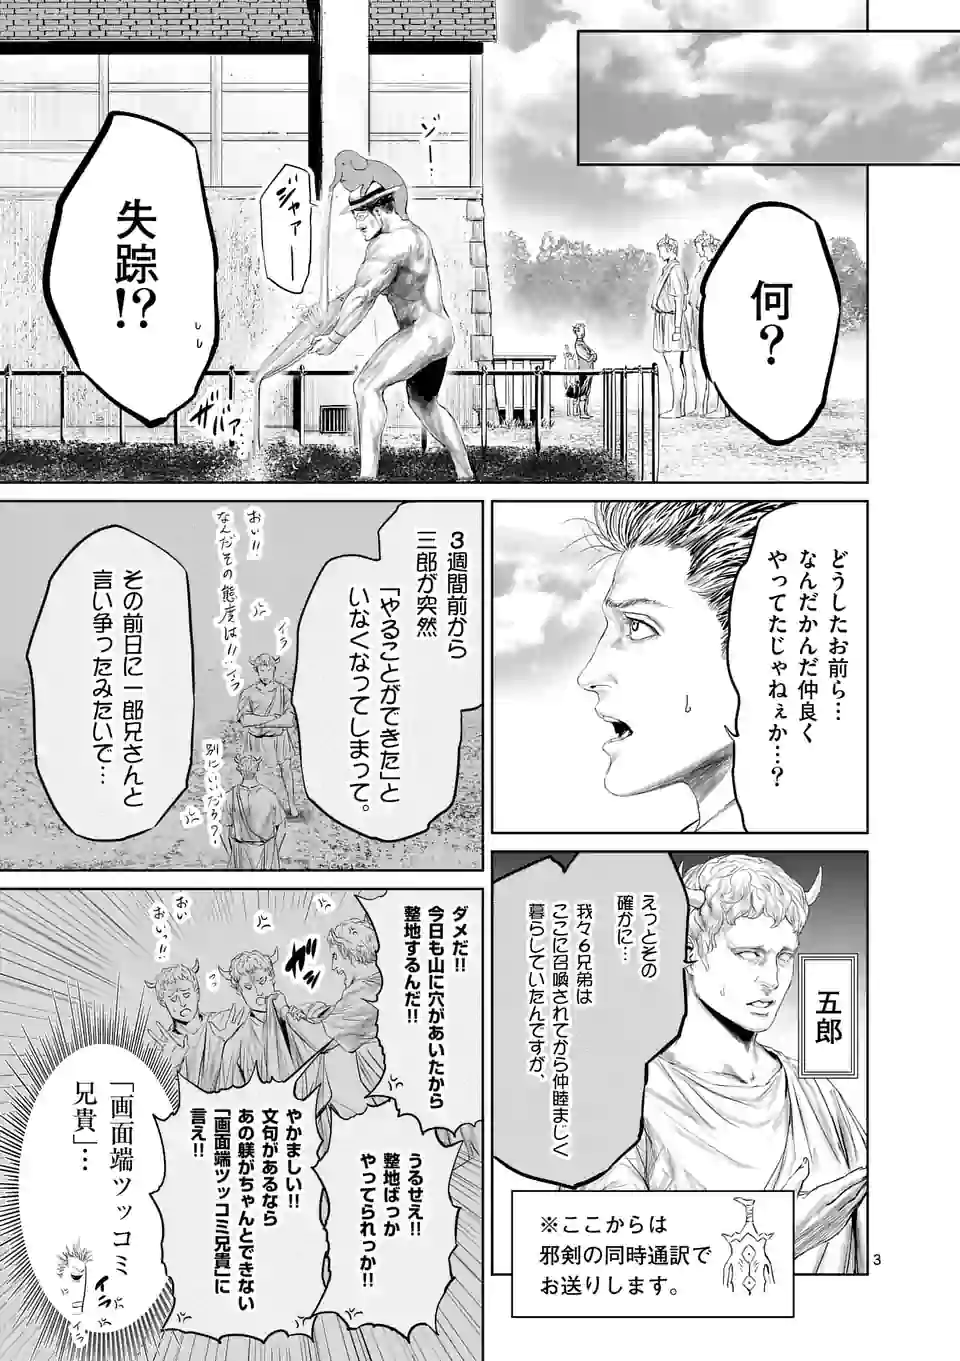 何?
失踪!?
ゾー…
ジャアァー
ザバァァ
どうしたお前ら…
なんだかんだ仲良く
やってたじゃねぇか…?
3週間前から
三郎が突然
「やることができた」と
いなくなってしまって。
おい!!
なんだその態度は!!
イラ
イラ
別にいいだろ?
その前日に一郎兄さんと
言い争ったみたいで…
五郎
えっとその
確かに…
我々6兄弟は
ここに召喚されてから仲睦まじく
暮らしていたんですが、
※ここからは
邪剣の同時通訳で
お送りします。
ダメだ!!
今日も山に穴があいたから
整地するんだ!!
うるせえ!!
整地ばっか
やってられっか!!
おい
おい…
やかましい!!
文句があるなら
あの躾がちゃんとできない
「画面端ツッコミ兄貴」に
言え!!
「画面端ツッコミ
兄貴」…
イラ
イラ
3